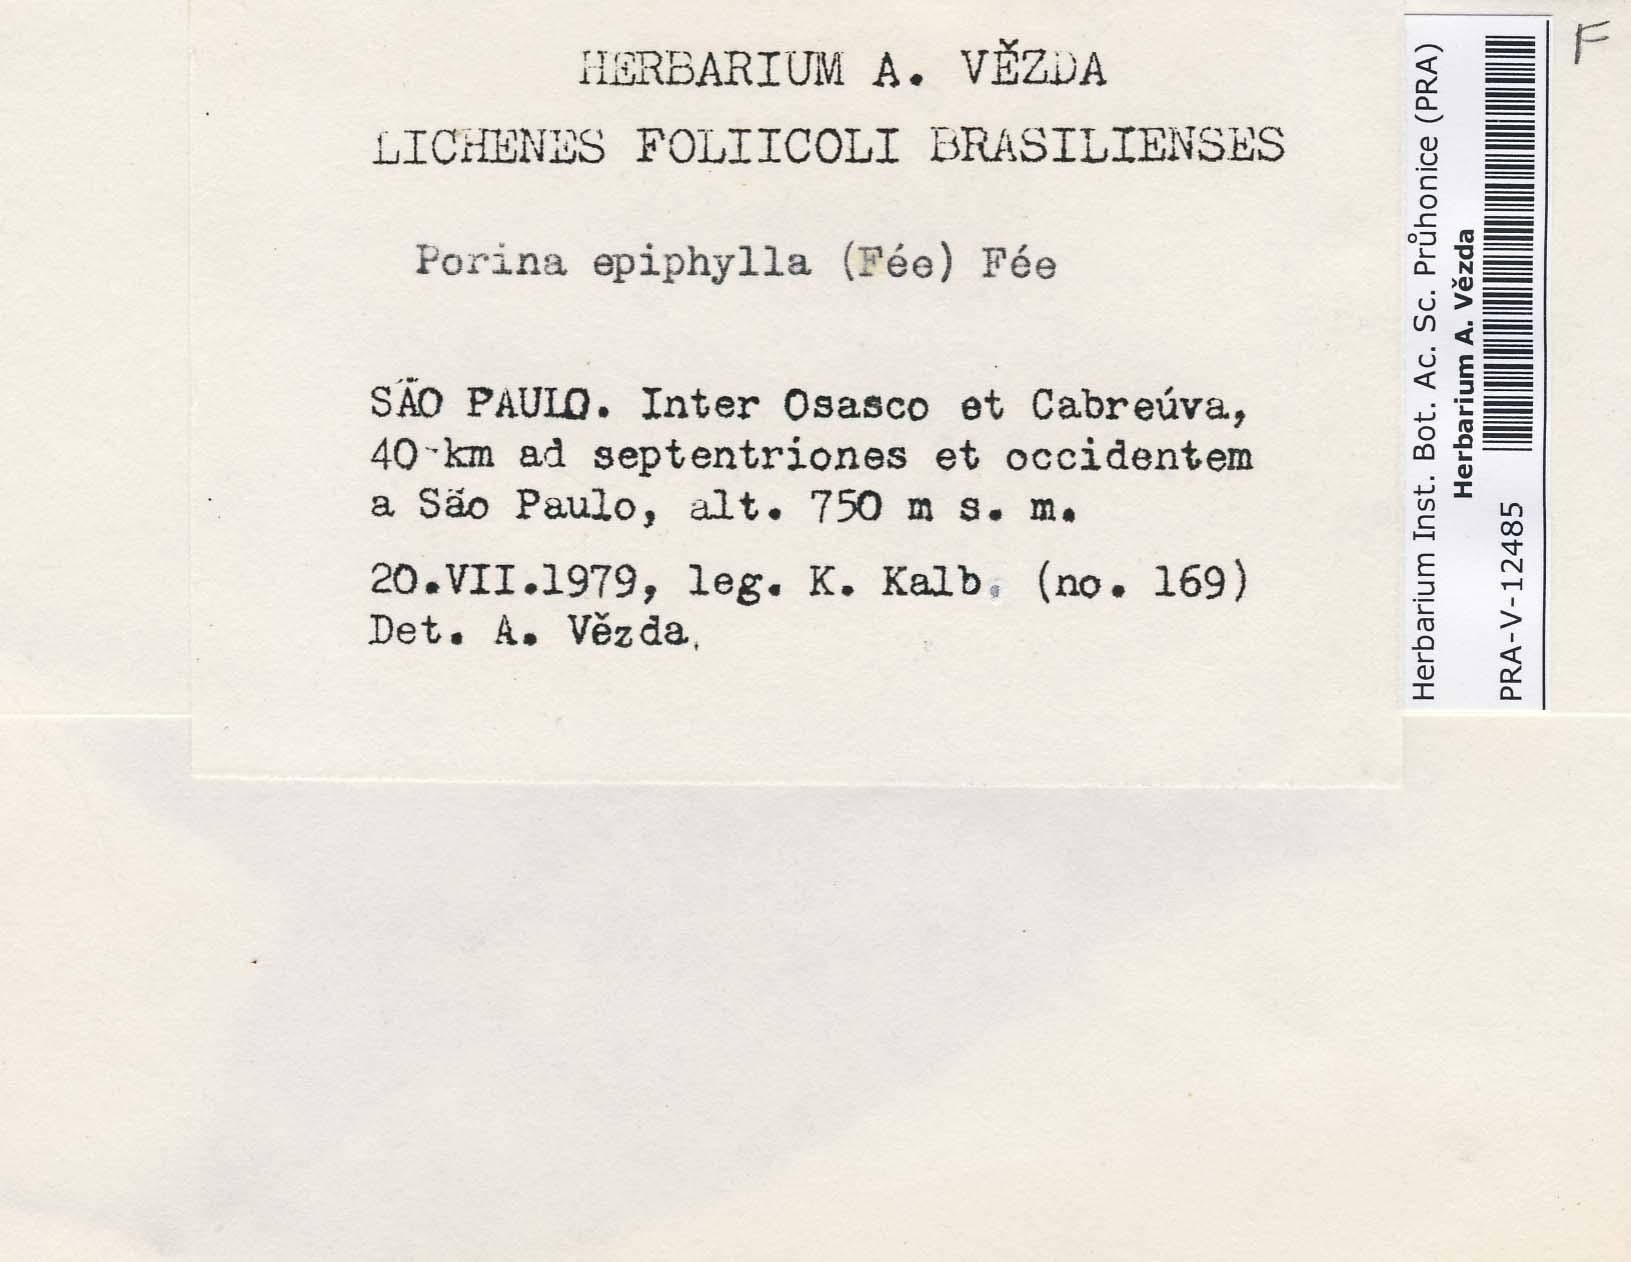 HERBARIUM A. VĚZDA
LICHENES FOLIICOLI BRASILIENSES
Porina epiphylla (Fée) Fée
SÃO PAULO. Inter Osasco et Cabreúva,
40 km ad septentriones et occidentem
a São Paulo, alt. 750 m s. m.
20.VII.1979, leg. K. Kalb. (no. 169)
Det. A. Vězda.
Herbarium Inst. Bot. Ac. Sc. Průhonice (PRA)
Herbarium A. Vězda
PRA-V-12485
F